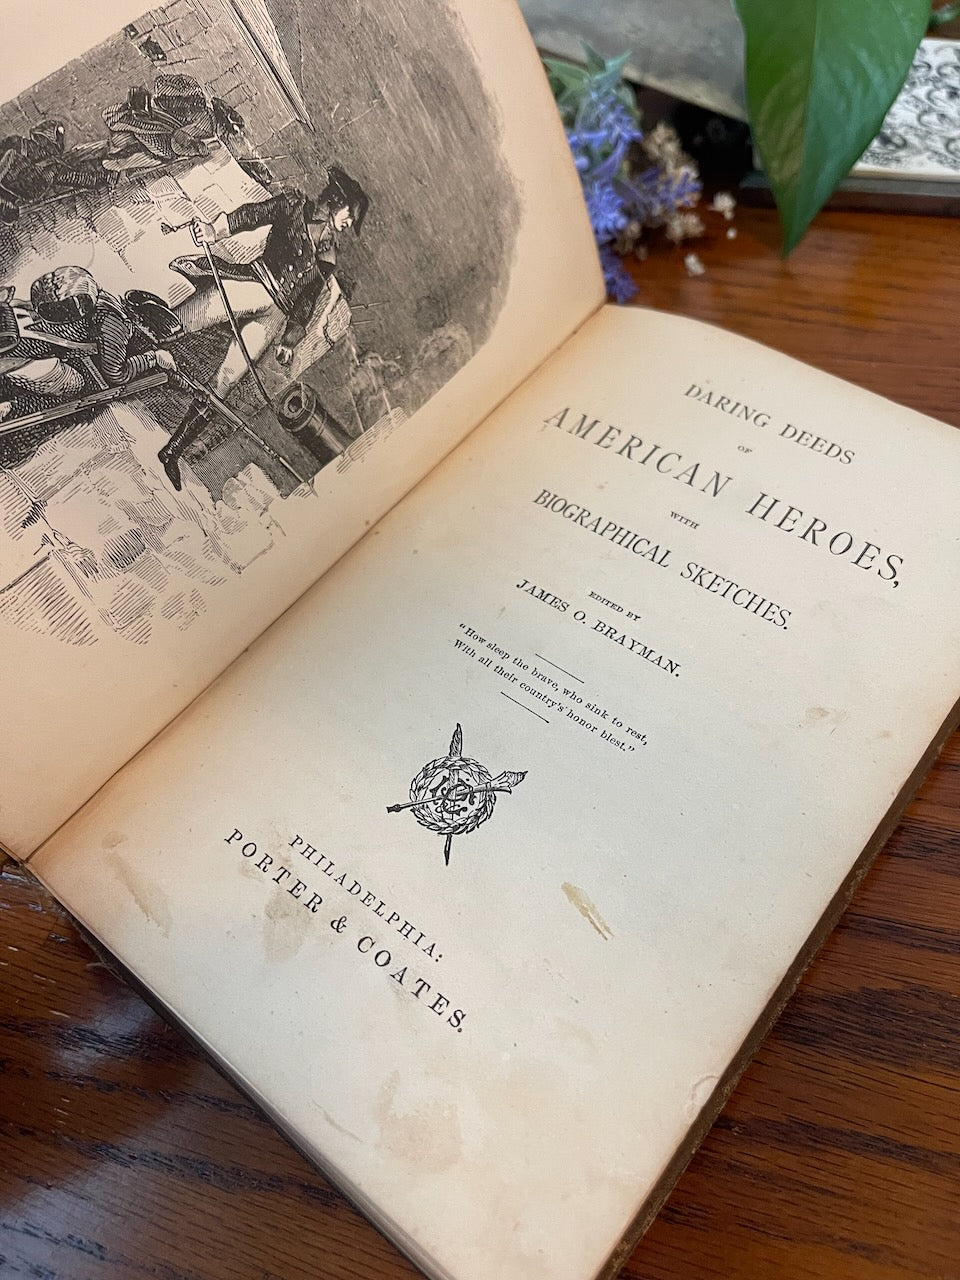 DARING DEEDS
OF
AMERICAN HEROES,
WITH
BIOGRAPHICAL SKETCHES.
EDITED BY
JAMES O. BRAYMAN.
"How sleep the brave, who sink to rest,
With all their country's honor blest."
PHILADELPHIA:
PORTER & COATES.